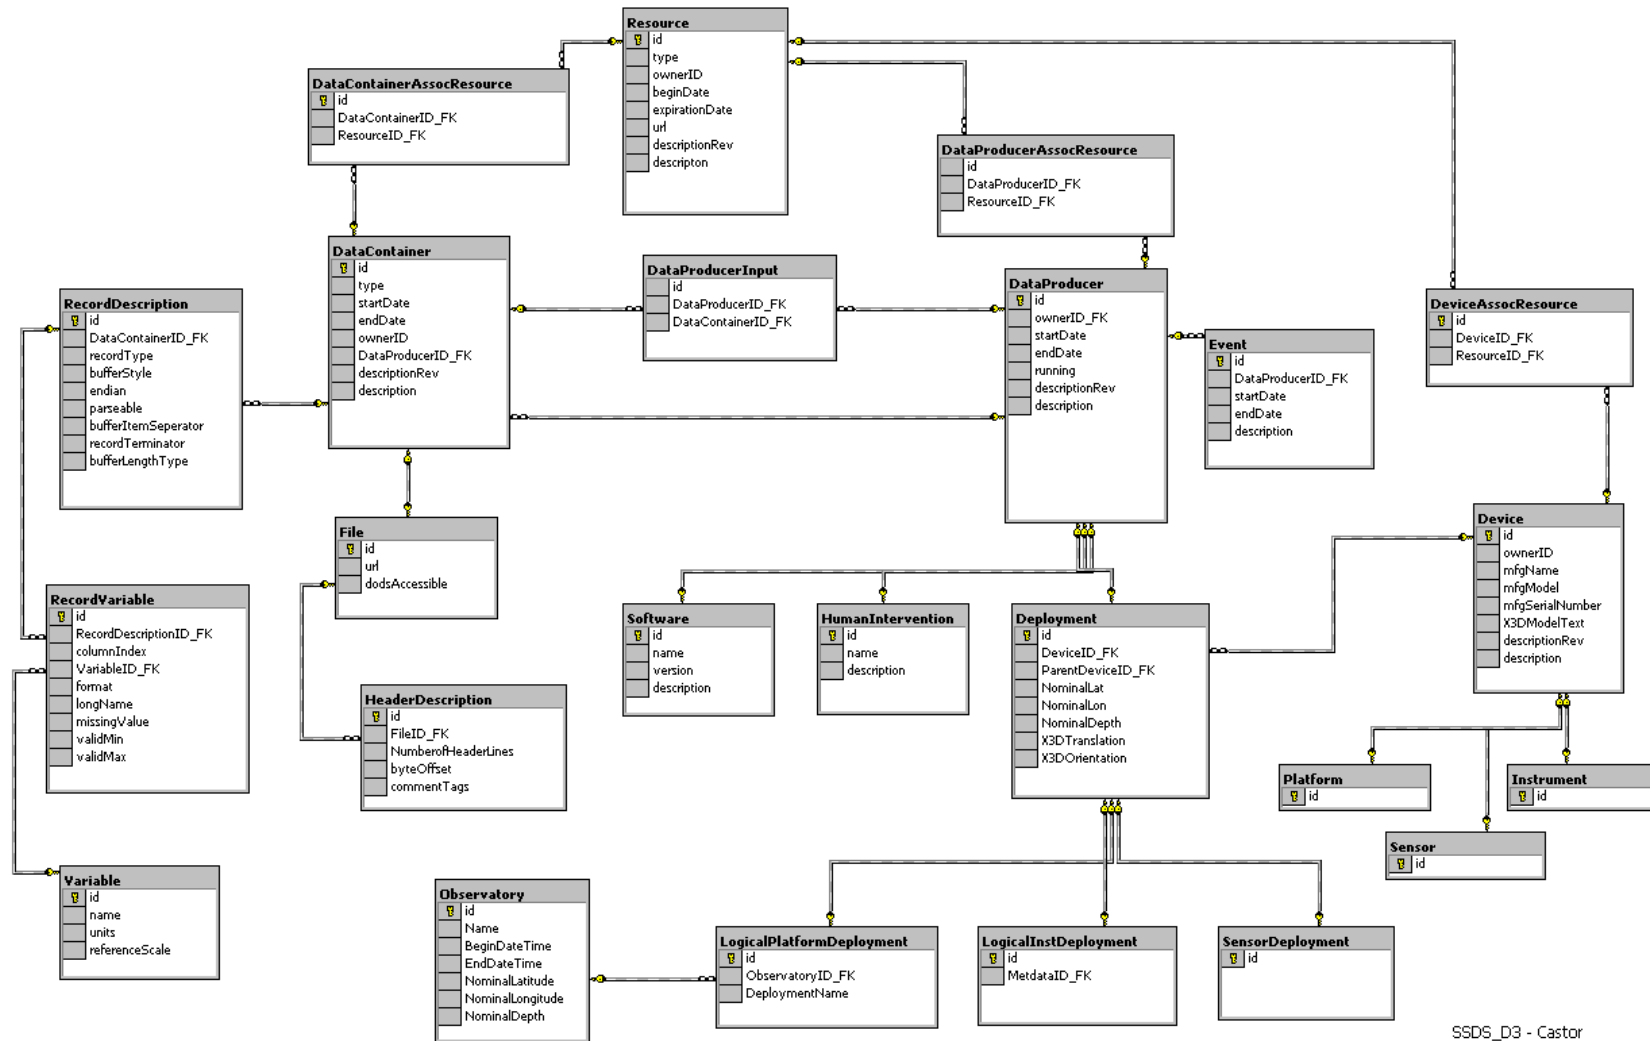 Resource
id
type
ownerID
beginDate
expirationDate
url
descriptionRev
descripton
DataContainerAssocResource
id
DataContainerID_FK
ResourceID_FK
DataProducerAssocResource
id
DataProducerID_FK
ResourceID_FK
DataContainer
id
type
startDate
endDate
ownerID
DataProducerID_FK
descriptionRev
description
DataProducerInput
id
DataProducerID_FK
DataContainerID_FK
DataProducer
id
ownerID_FK
startDate
endDate
running
descriptionRev
description
RecordDescription
id
DataContainerID_FK
recordType
bufferStyle
endian
parseable
bufferItemSeperator
recordTerminator
bufferLengthType
DeviceAssocResource
id
DeviceID_FK
ResourceID_FK
Event
id
DataProducerID_FK
startDate
endDate
description
File
id
url
dodsAccessible
Device
id
ownerID
mfgName
mfgModel
mfgSerialNumber
X3DModelText
descriptionRev
description
RecordVariable
id
RecordDescriptionID_FK
columnIndex
VariableID_FK
format
longName
missingValue
validMin
validMax
Software
id
name
version
description
HumanIntervention
id
name
description
Deployment
id
DeviceID_FK
ParentDeviceID_FK
NominalLat
NominalLon
NominalDepth
X3DTranslation
X3DOrientation
HeaderDescription
id
FileID_FK
NumberofHeaderLines
byteOffset
commentTags
Platform
id
Instrument
id
Sensor
id
Variable
id
name
units
referenceScale
Observatory
id
Name
BeginDateTime
EndDateTime
NominalLatitude
NominalLongitude
NominalDepth
LogicalPlatformDeployment
id
ObservatoryID_FK
DeploymentName
LogicalInstDeployment
id
MetdataID_FK
SensorDeployment
id
SSDS_D3 - Castor